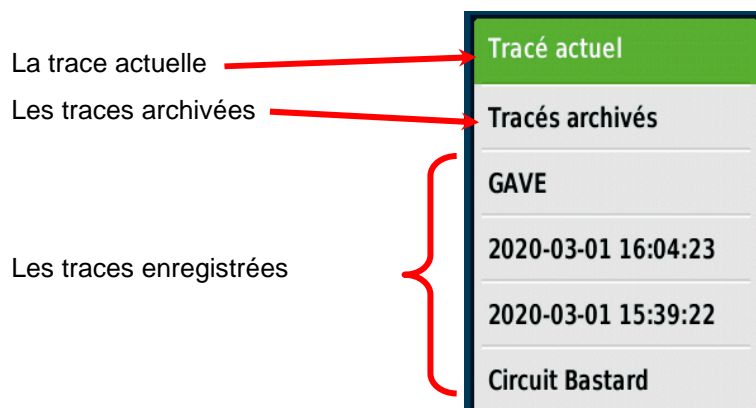 La trace actuelle
Les traces archivées
Les traces enregistrées
Tracé actuel
Tracés archivés
GAVE
2020-03-01 16:04:23
2020-03-01 15:39:22
Circuit Bastard